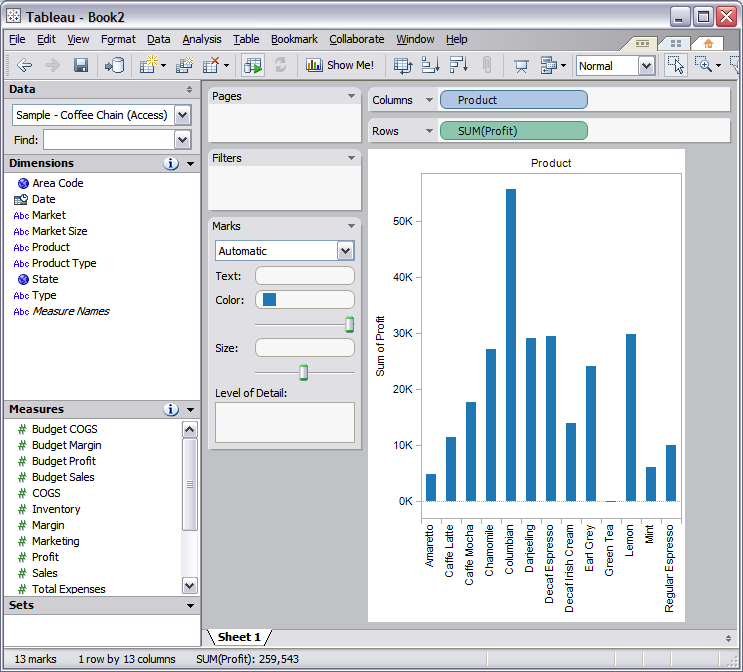 Tableau - Book2
File Edit View Format Data Analysis Table Bookmark Collaborate Window Help
Show Me! Normal
Data
Sample - Coffee Chain (Access)
Find:
Dimensions
Area Code
Date
Abc Market
Abc Market Size
Abc Product
Abc Product Type
State
Abc Type
Abc Measure Names
Measures
# Budget COGS
# Budget Margin
# Budget Profit
# Budget Sales
# COGS
# Inventory
# Margin
# Marketing
# Profit
# Sales
# Total Expenses
Sets
Pages
Filters
Marks
Automatic
Text:
Color:
Size:
Level of Detail:
Columns Product
Rows SUM(Profit)
Product
Sum of Profit
50K
40K
30K
20K
10K
0K
Amaretto
Caffe Latte
Caffe Mocha
Chamomile
Columbian
Darjeeling
Decaf Espresso
Decaf Irish Cream
Earl Grey
Green Tea
Lemon
Mint
Regular Espresso
Sheet 1
13 marks 1 row by 13 columns SUM(Profit): 259,543